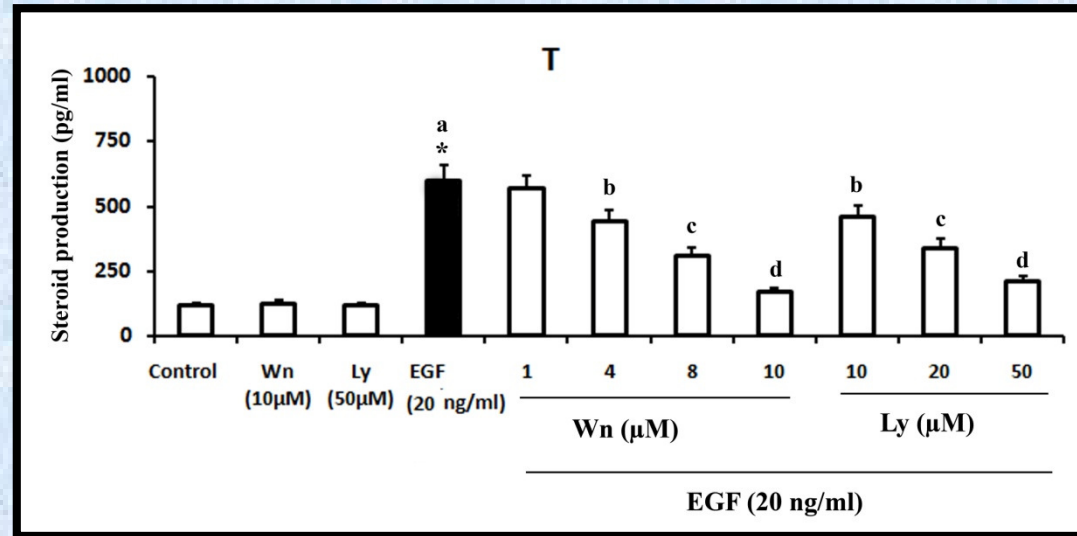 T
Steroid production (pg/ml)
1000
750
500
250
0
a
*
b
c
d
b
c
d
Control Wn Ly EGF 1 4 8 10 10 20 50
(10µM) (50µM) (20 ng/ml)
Wn (µM) Ly (µM)
EGF (20 ng/ml)